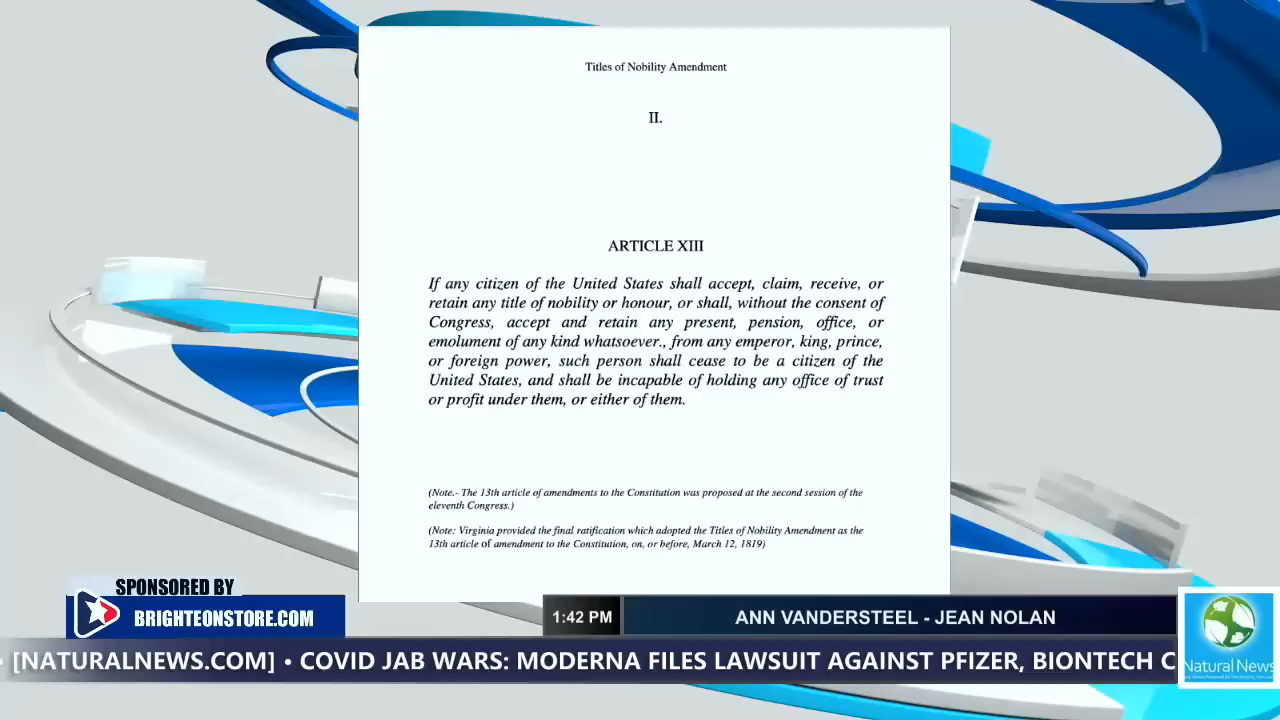 Titles of Nobility Amendment
II.
ARTICLE XIII
If any citizen of the United States shall accept, claim, receive, or
retain any title of nobility or honour, or shall, without the consent of
Congress, accept and retain any present, pension, office, or
emolument of any kind whatsoever., from any emperor, king, prince,
or foreign power, such person shall cease to be a citizen of the
United States, and shall be incapable of holding any office of trust
or profit under them, or either of them.
(Note.- The 13th article of amendments to the Constitution was proposed at the second session of the
eleventh Congress.)
(Note: Virginia provided the final ratification which adopted the Titles of Nobility Amendment as the
13th article of amendment to the Constitution, on, or before, March 12, 1819)
SPONSORED BY
BRIGHTEONSTORE.COM
1:42 PM
ANN VANDERSTEEL - JEAN NOLAN
• [NATURALNEWS.COM] • COVID JAB WARS: MODERNA FILES LAWSUIT AGAINST PFIZER, BIONTECH C
Natural News